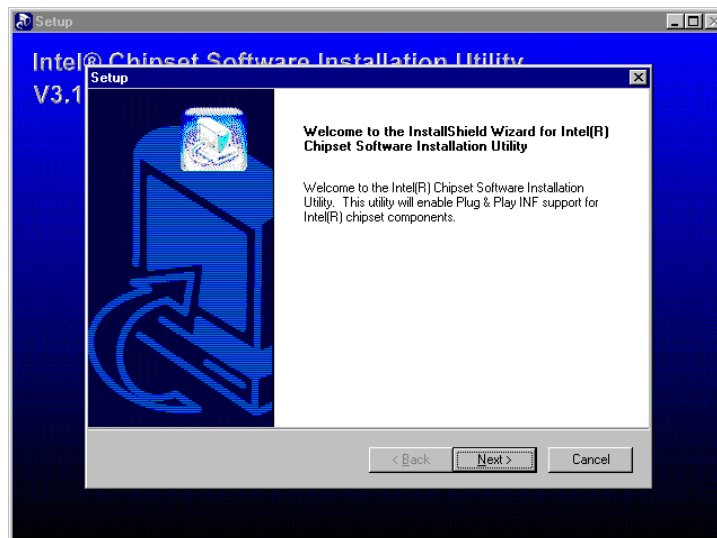 Setup
Intel® Chipset Software Installation Utility
V3.1
Setup
Welcome to the InstallShield Wizard for Intel(R)
Chipset Software Installation Utility
Welcome to the Intel(R) Chipset Software Installation
Utility. This utility will enable Plug & Play INF support for
Intel(R) chipset components.
< Back
Next >
Cancel